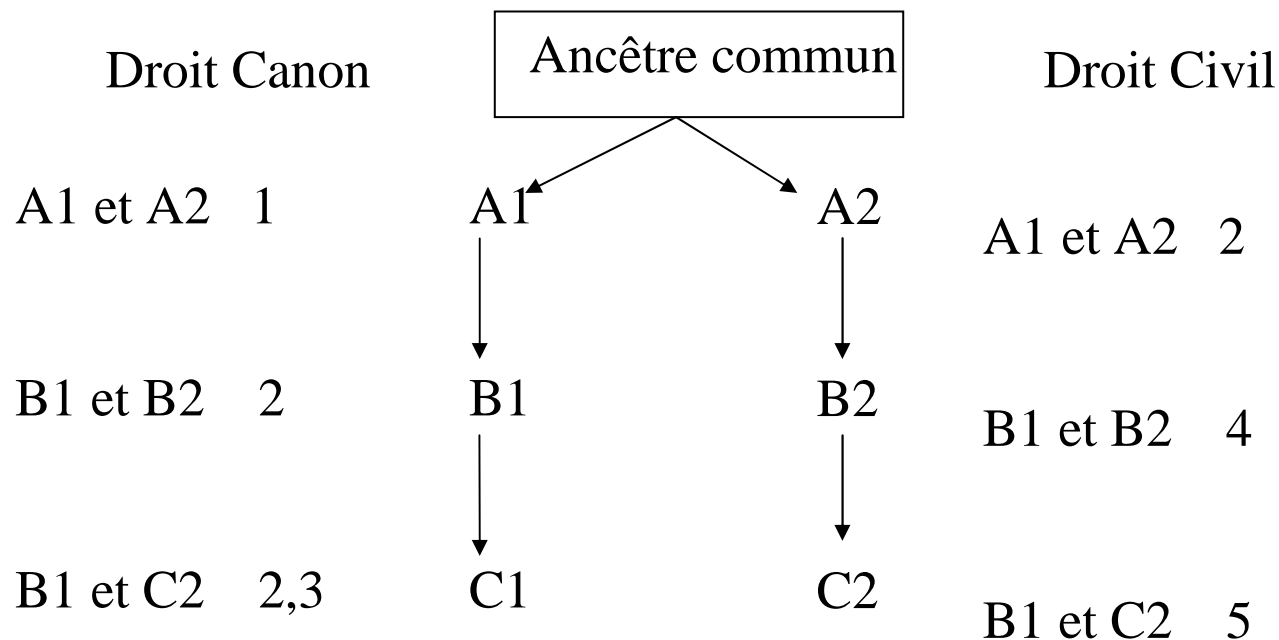 Ancêtre commun
Droit Canon
Droit Civil
A1 et A2 1
A1
A2
A1 et A2 2
B1 et B2 2
B1
B2
B1 et B2 4
B1 et C2 2,3
C1
C2
B1 et C2 5